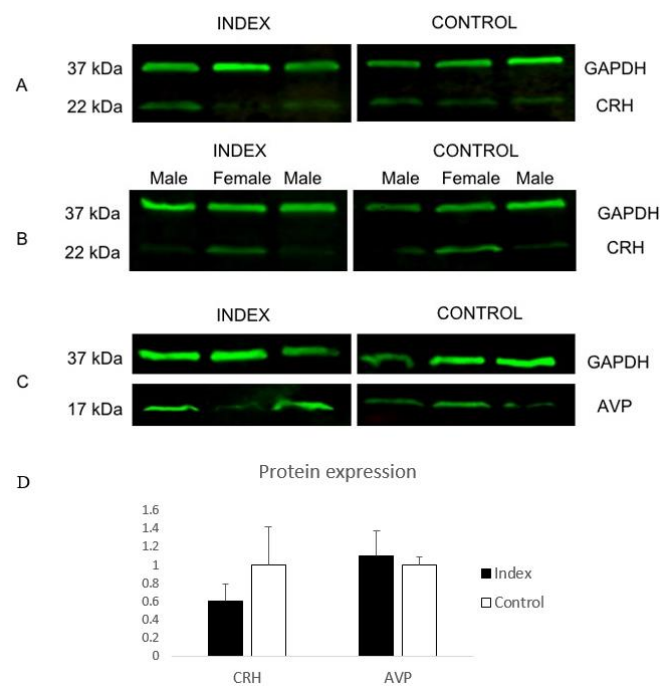 INDEX CONTROL
A 37 kDa GAPDH
22 kDa CRH
INDEX CONTROL
Male Female Male Male Female Male
B 37 kDa GAPDH
22 kDa CRH
INDEX CONTROL
C 37 kDa GAPDH
17 kDa AVP
D Protein expression
1.6
1.4
1.2
1
0.8
0.6
0.4
0.2
0
Index
Control
CRH AVP